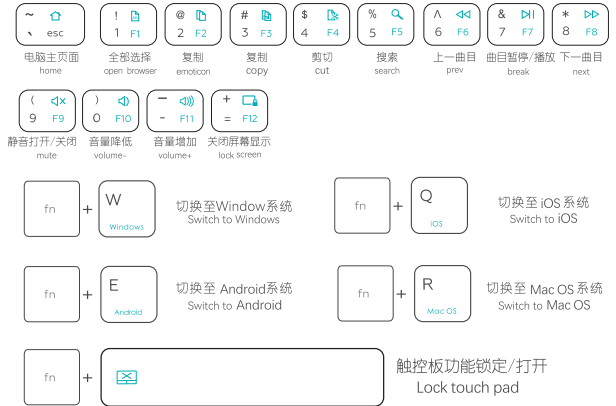 ~ ! @ # $ % Λ & *
、 esc 1 F1 2 F2 3 F3 4 F4 5 F5 6 F6 7 F7 8 F8
电脑主页面 全部选择 复制 复制 剪切 搜索 上一曲目 曲目暂停/播放 下一曲目
home open browser emoticon copy cut search prev break next
( ) — +
9 F9 0 F10 - F11 = F12
静音打开/关闭 音量降低 音量增加 关闭屏幕显示
mute volume- volume+ lock screen
fn + W Windows
切换至Window系统
Switch to Windows
fn + Q iOS
切换至 iOS 系统
Switch to iOS
fn + E Android
切换至 Android系统
Switch to Android
fn + R Mac OS
切换至 Mac OS 系统
Switch to Mac OS
fn +
触控板功能锁定/打开
Lock touch pad